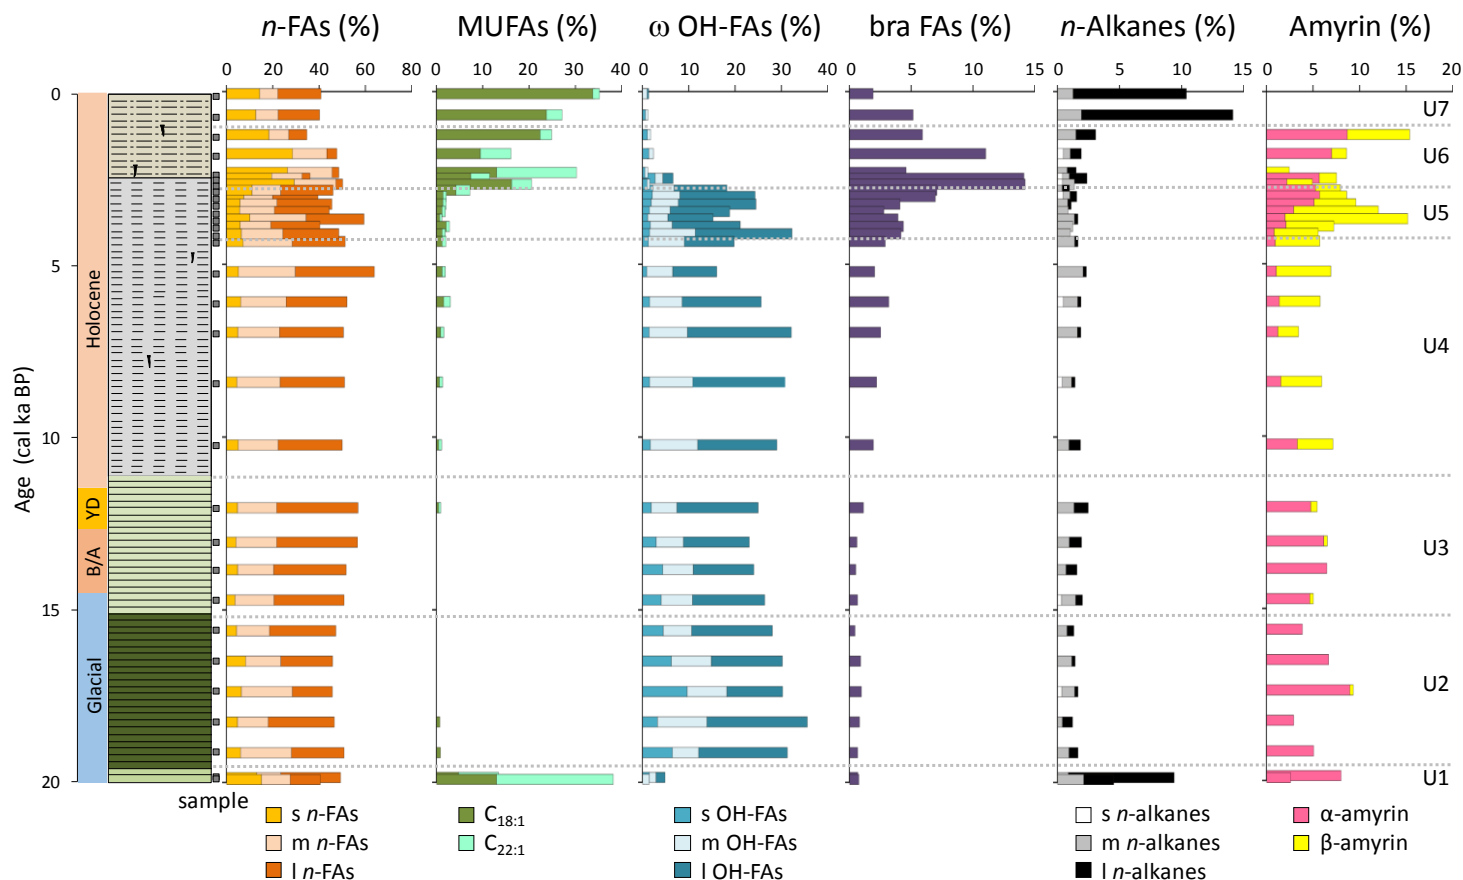 n-FAs (%) MUFAs (%) ω OH-FAs (%) bra FAs (%) n-Alkanes (%) Amyrin (%)
0 20 40 60 80 0 10 20 30 40 0 10 20 30 40 0 5 10 15 0 5 10 15 0 5 10 15 20
0
5
10
15
20
Age (cal ka BP)
Holocene
YD
B/A
Glacial
U7
U6
U5
U4
U3
U2
U1
sample
s n-FAs
m n-FAs
l n-FAs
C18:1
C22:1
s OH-FAs
m OH-FAs
l OH-FAs
s n-alkanes
m n-alkanes
l n-alkanes
α-amyrin
β-amyrin